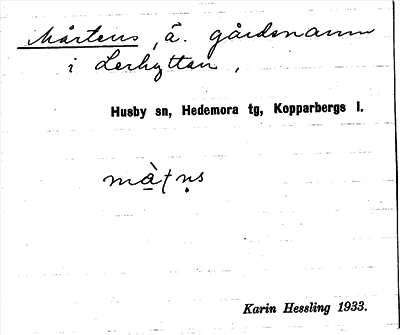 Mårtens, ä. gårdsnamn
i Lerhyttan,
Husby sn, Hedemora tg, Kopparbergs l.
Karin Hessling 1933.